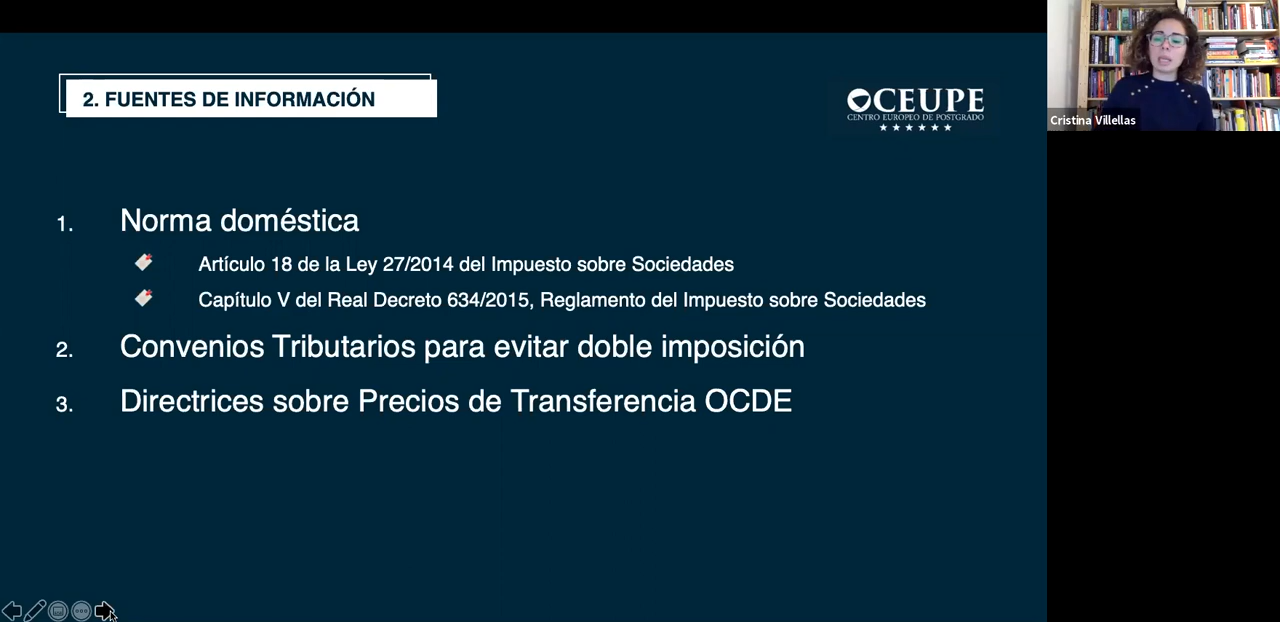 2. FUENTES DE INFORMACIÓN
OCEUPE
CENTRO EUROPEO DE POSTGRADO
Cristina Villellas
1. Norma doméstica
Artículo 18 de la Ley 27/2014 del Impuesto sobre Sociedades
Capítulo V del Real Decreto 634/2015, Reglamento del Impuesto sobre Sociedades
2. Convenios Tributarios para evitar doble imposición
3. Directrices sobre Precios de Transferencia OCDE